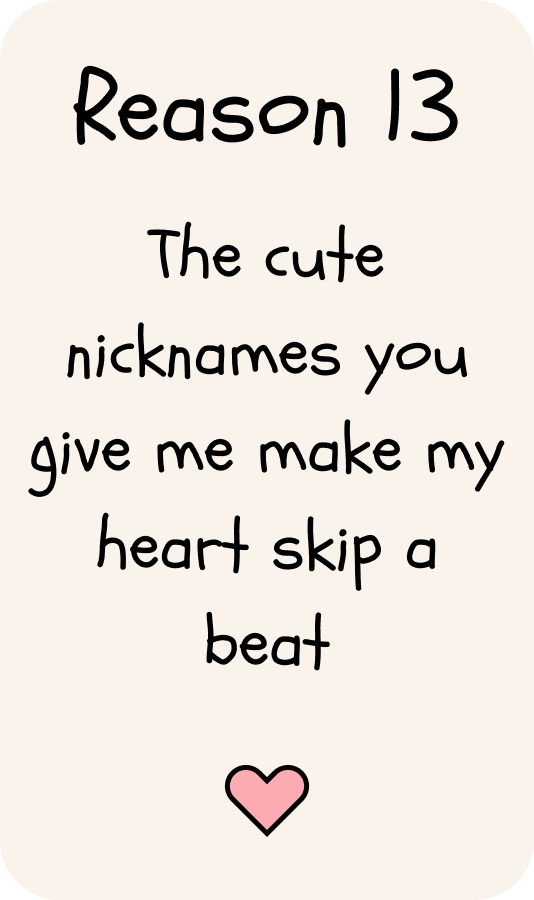 Reason 13
The cute
nicknames you
give me make my
heart skip a
beat